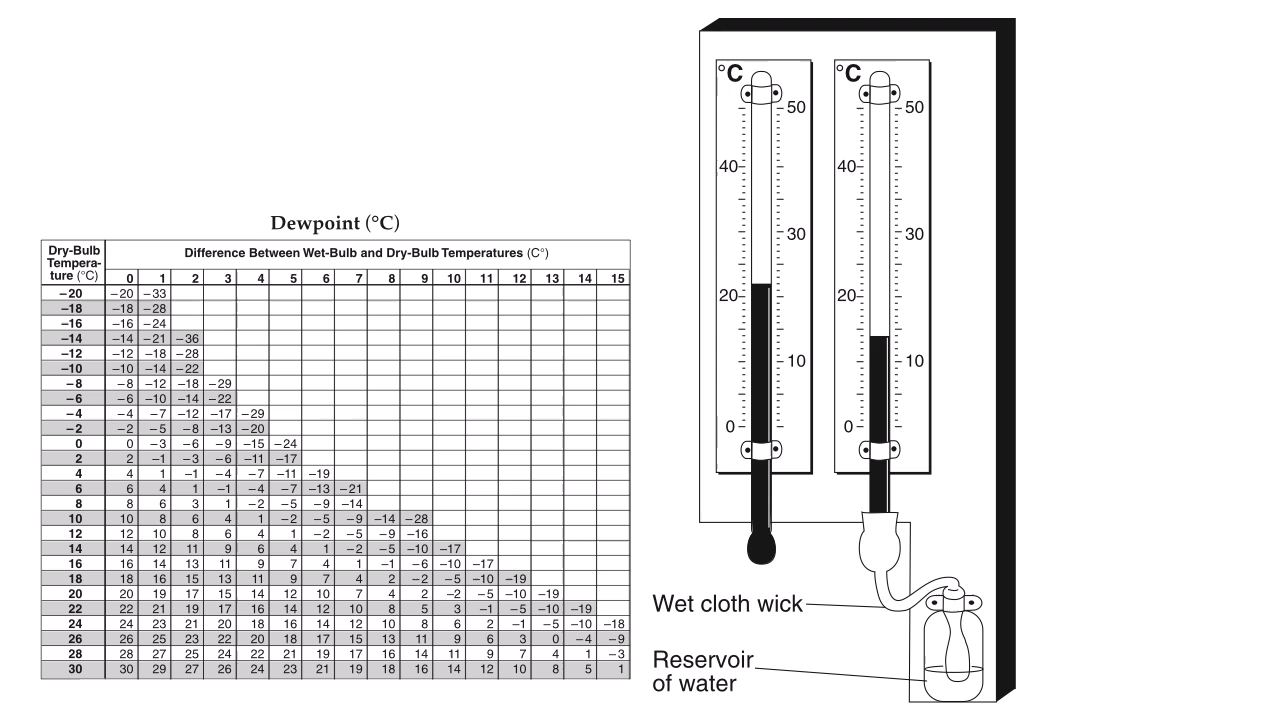 Dewpoint (°C)
Dry-Bulb Tempera-ture (°C) Difference Between Wet-Bulb and Dry-Bulb Temperatures (C°)
0 1 2 3 4 5 6 7 8 9 10 11 12 13 14 15
–20 –20 –33
–18 –18 –28
–16 –16 –24
–14 –14 –21 –36
–12 –12 –18 –28
–10 –10 –14 –22
–8 –8 –12 –18 –29
–6 –6 –10 –14 –22
–4 –4 –7 –12 –17 –29
–2 –2 –5 –8 –13 –20
0 0 –3 –6 –9 –15 –24
2 2 –1 –3 –6 –11 –17
4 4 1 –1 –4 –7 –11 –19
6 6 4 1 –1 –4 –7 –13 –21
8 8 6 3 1 –2 –5 –9 –14
10 10 8 6 4 1 –2 –5 –9 –14 –28
12 12 10 8 6 4 1 –2 –5 –9 –16
14 14 12 11 9 6 4 1 –2 –5 –10 –17
16 16 14 13 11 9 7 4 1 –1 –6 –10 –17
18 18 16 15 13 11 9 7 4 2 –2 –5 –10 –19
20 20 19 17 15 14 12 10 7 4 2 –2 –5 –10 –19
22 22 21 19 17 16 14 12 10 8 5 3 –1 –5 –10 –19
24 24 23 21 20 18 16 14 12 10 8 6 2 –1 –5 –10 –18
26 26 25 23 22 20 18 17 15 13 11 9 6 3 0 –4 –9
28 28 27 25 24 22 21 19 17 16 14 11 9 7 4 1 –3
30 30 29 27 26 24 23 21 19 18 16 14 12 10 8 5 1
°C
50
40
30
20
10
0
°C
50
40
30
20
10
0
Wet cloth wick
Reservoir
of water